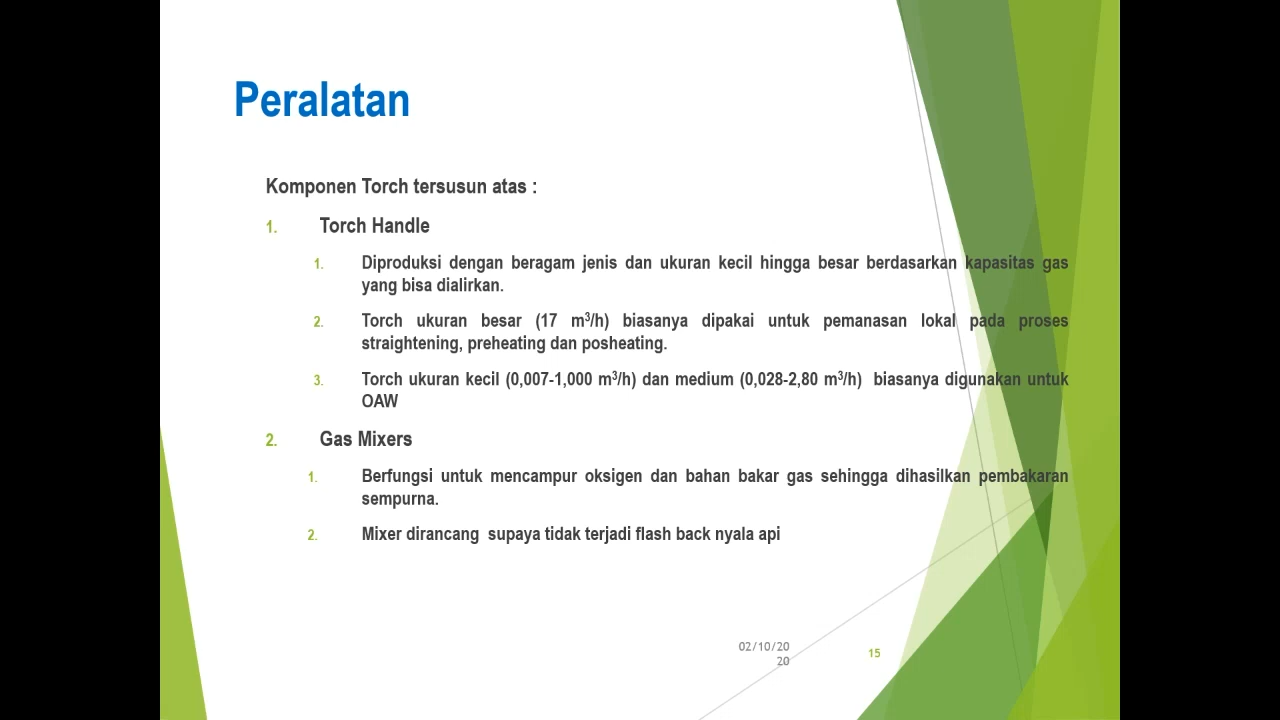 Peralatan
Komponen Torch tersusun atas :
1. Torch Handle
1. Diproduksi dengan beragam jenis dan ukuran kecil hingga besar berdasarkan kapasitas gas
yang bisa dialirkan.
2. Torch ukuran besar (17 m³/h) biasanya dipakai untuk pemanasan lokal pada proses
straightening, preheating dan posheating.
3. Torch ukuran kecil (0,007-1,000 m³/h) dan medium (0,028-2,80 m³/h) biasanya digunakan untuk
OAW
2. Gas Mixers
1. Berfungsi untuk mencampur oksigen dan bahan bakar gas sehingga dihasilkan pembakaran
sempurna.
2. Mixer dirancang supaya tidak terjadi flash back nyala api
02/10/20
20
15